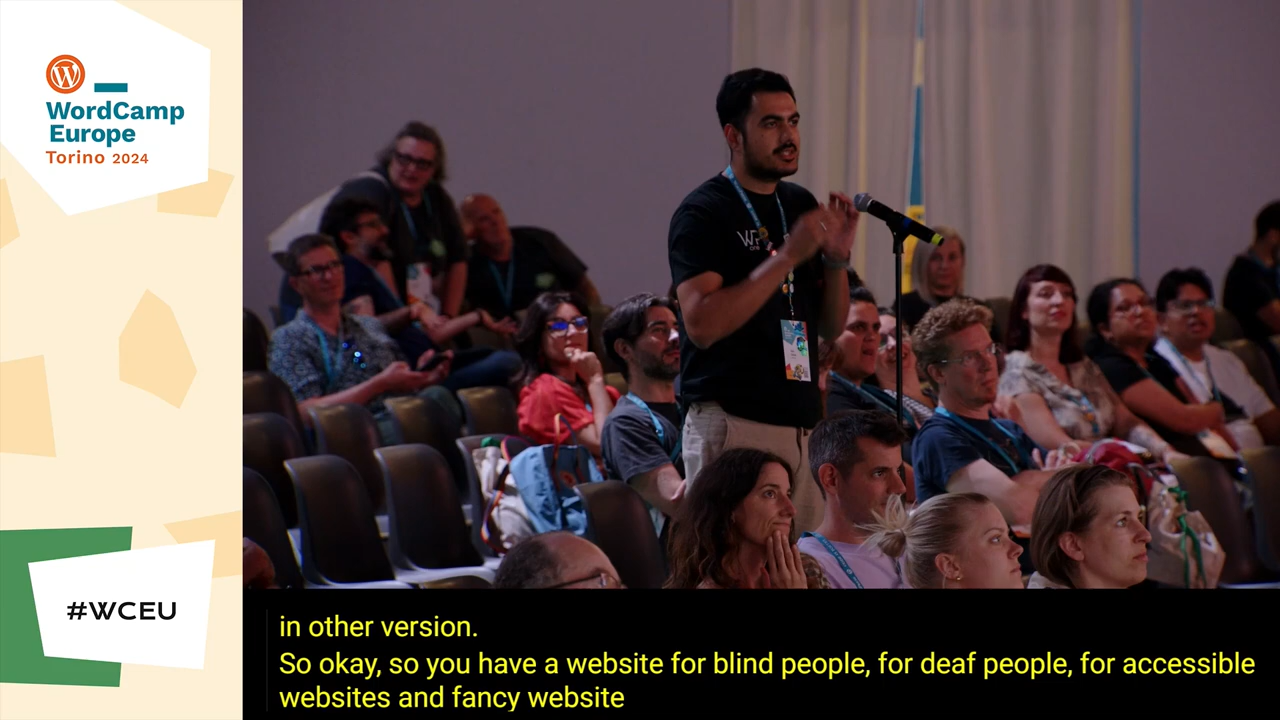 WordCamp
Europe
Torino 2024
#WCEU
in other version.
So okay, so you have a website for blind people, for deaf people, for accessible
websites and fancy website